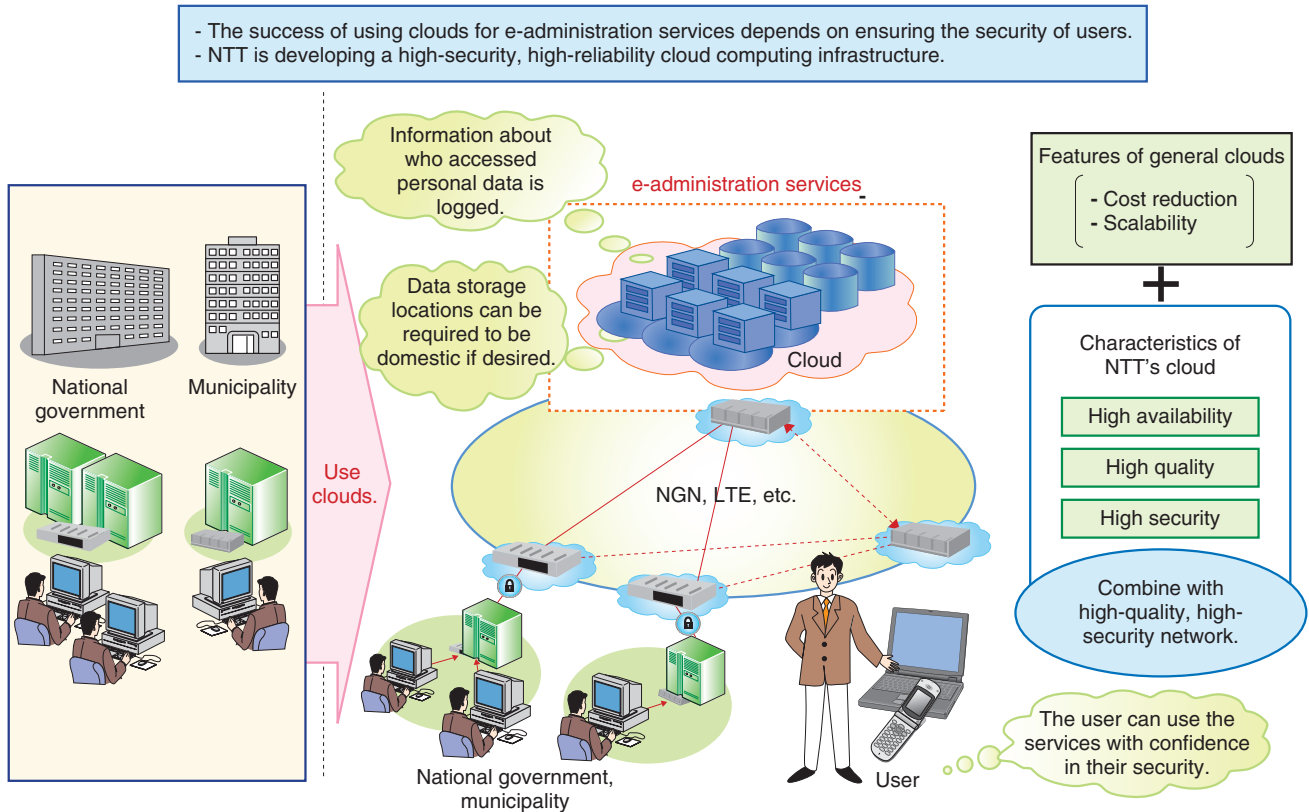 - The success of using clouds for e-administration services depends on ensuring the security of users.
- NTT is developing a high-security, high-reliability cloud computing infrastructure.
National
government
Municipality
Use
clouds.
Information about
who accessed
personal data is
logged.
Data storage
locations can be
required to be
domestic if desired.
e-administration services
Cloud
NGN, LTE, etc.
National government,
municipality
User
Features of general clouds
- Cost reduction
- Scalability
+
Characteristics of
NTT's cloud
High availability
High quality
High security
Combine with
high-quality, high-
security network.
The user can use the
services with confidence
in their security.